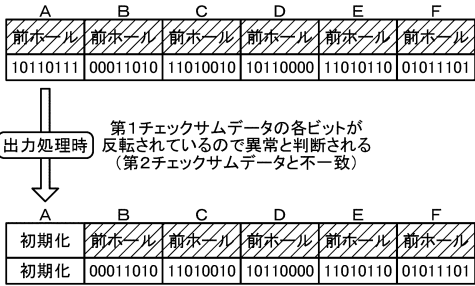 A B C D E F
前ホール 前ホール 前ホール 前ホール 前ホール 前ホール
10110111 00011010 11010010 10110000 11010110 01011101
出力処理時
第1チェックサムデータの各ビットが
反転されているので異常と判断される
(第2チェックサムデータと不一致)
A B C D E F
初期化 前ホール 前ホール 前ホール 前ホール 前ホール
初期化 00011010 11010010 10110000 11010110 01011101